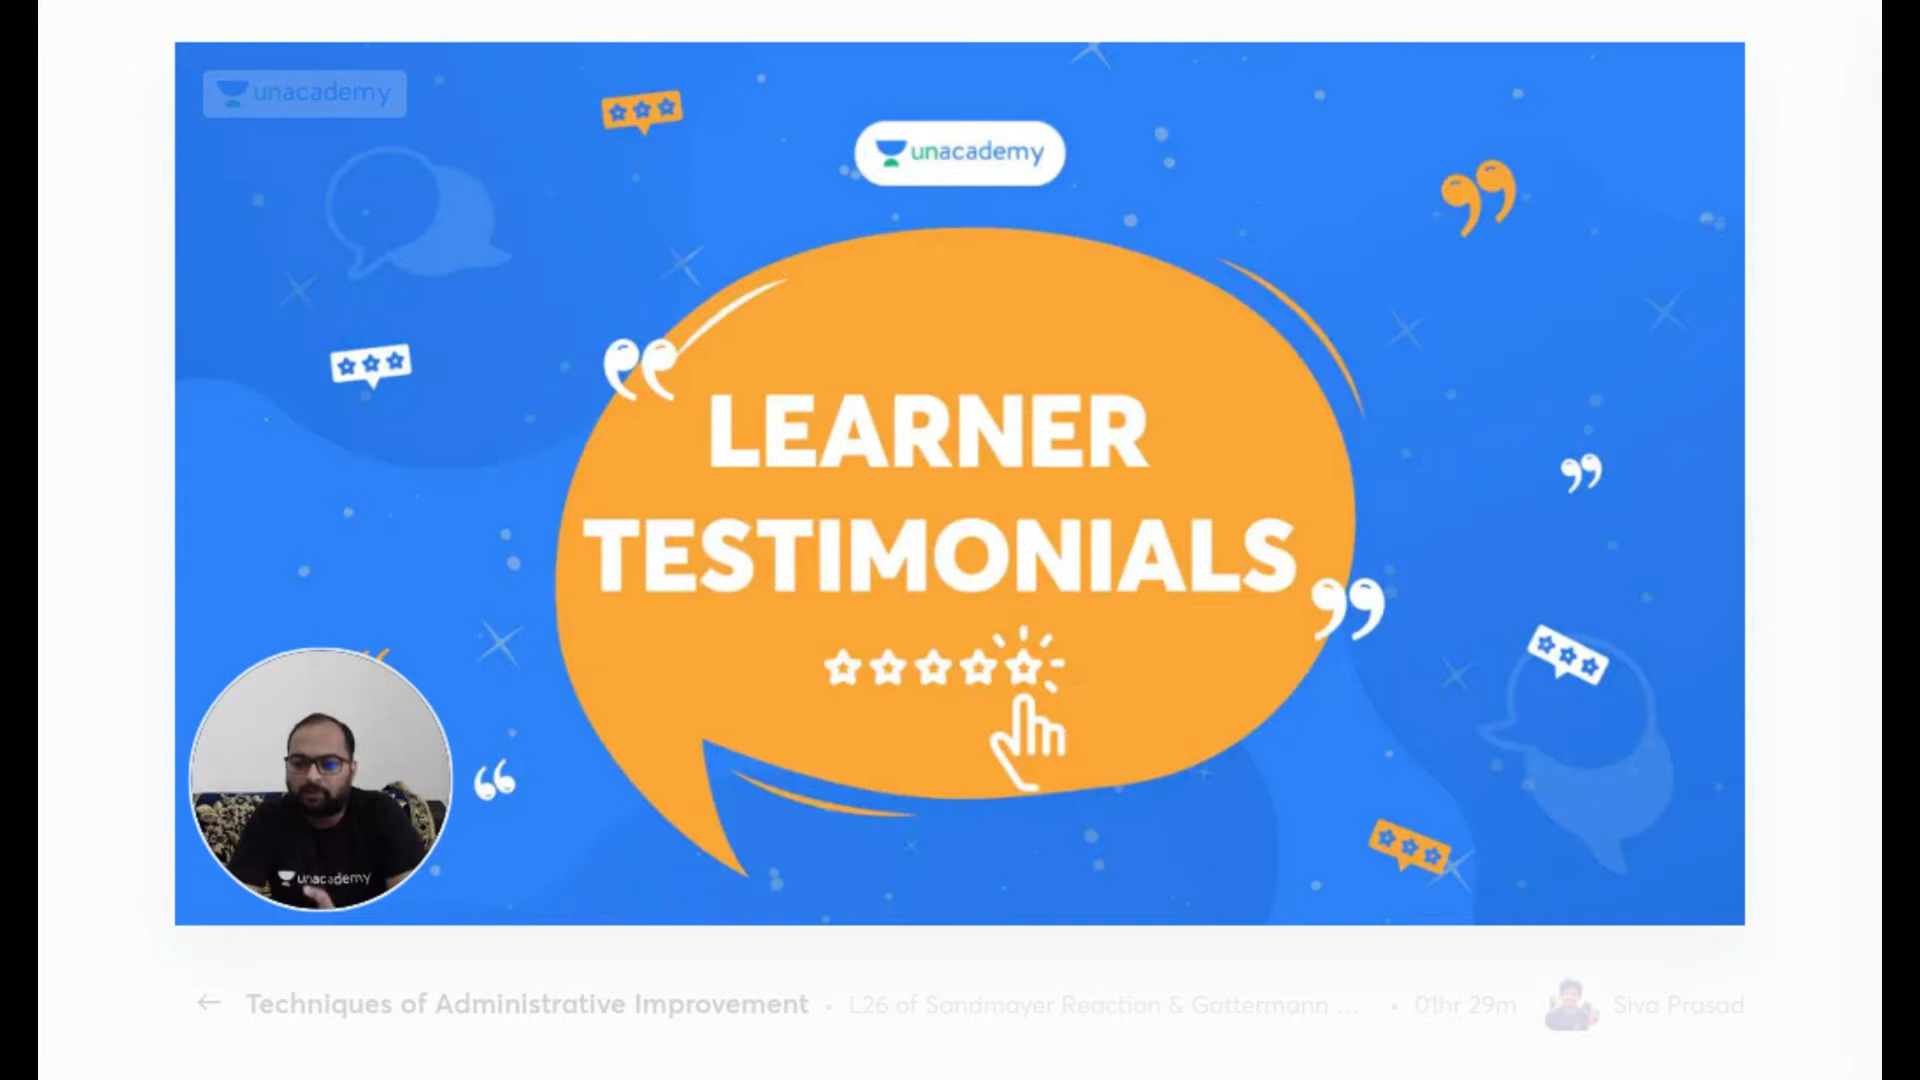 unacademy
unacademy
LEARNER
TESTIMONIALS
unacademy
Techniques of Administrative Improvement • L26 of Sandmayer Reaction & Gattermann ... • 01hr 29m Siva Prasad